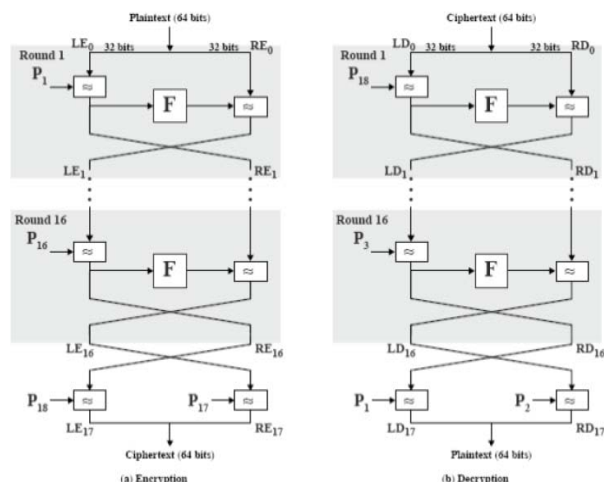 Plaintext (64 bits)
LE0 32 bits 32 bits RE0
Round 1
P1
≈ F ≈
LE1 RE1
Round 16
P16
≈ F ≈
LE16 RE16
P18 ≈ P17 ≈
LE17 RE17
Ciphertext (64 bits)
(a) Encryption
Ciphertext (64 bits)
LD0 32 bits 32 bits RD0
Round 1
P18
≈ F ≈
LD1 RD1
Round 16
P3
≈ F ≈
LD16 RD16
P1 ≈ P2 ≈
LD17 RD17
Plaintext (64 bits)
(b) Decryption